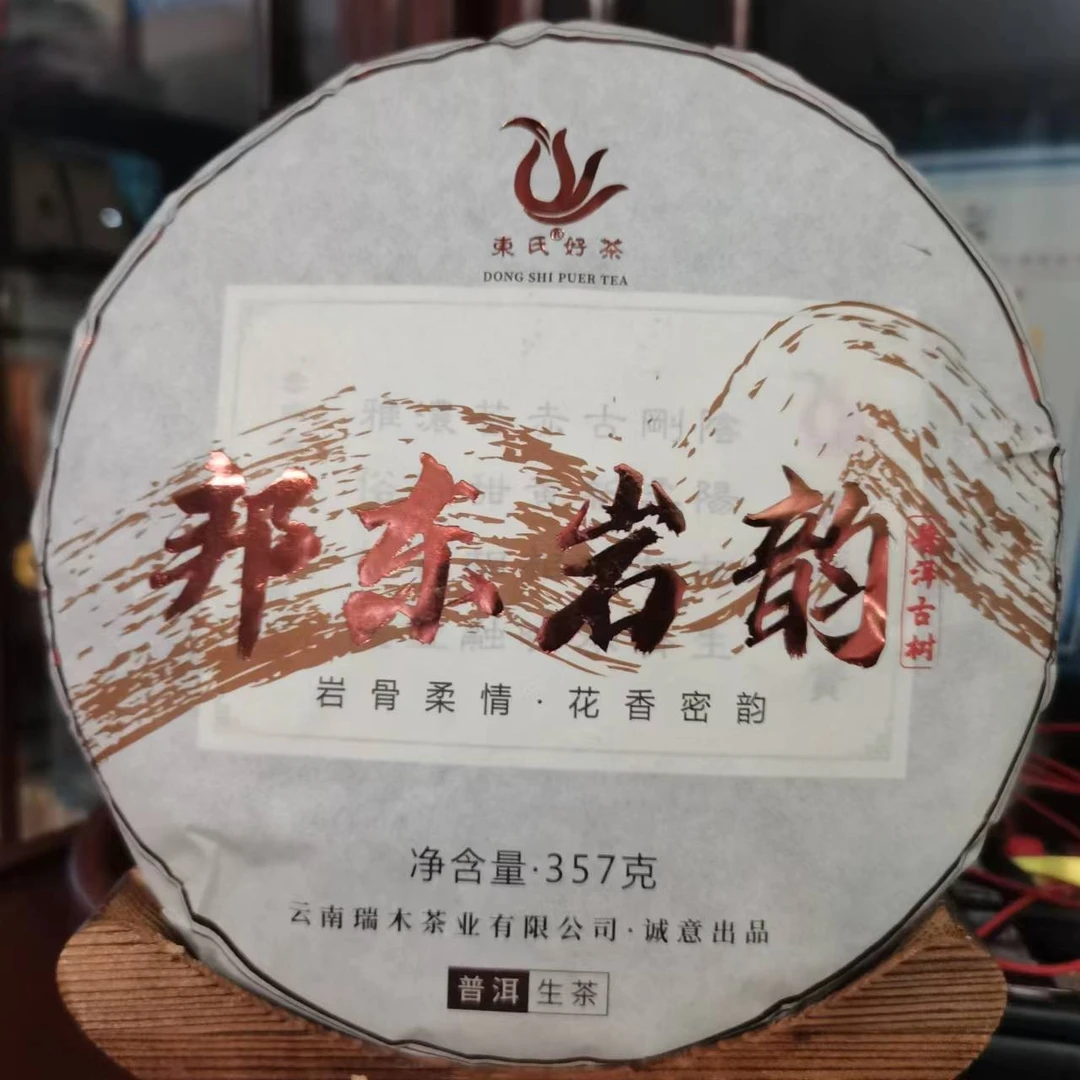 東氏®好茶
DONG SHI PUER TEA
邦东岩韵
普洱古树
岩骨柔情·花香密韵
净含量·357克
云南瑞木茶业有限公司·诚意出品
普洱 生茶